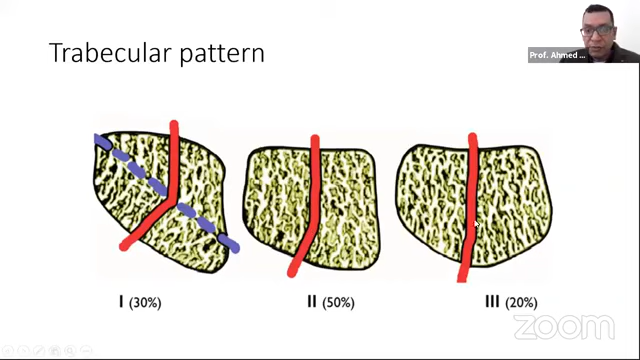 Trabecular pattern
Prof. Ahmed ...
I (30%)
II (50%)
III (20%)
zoom